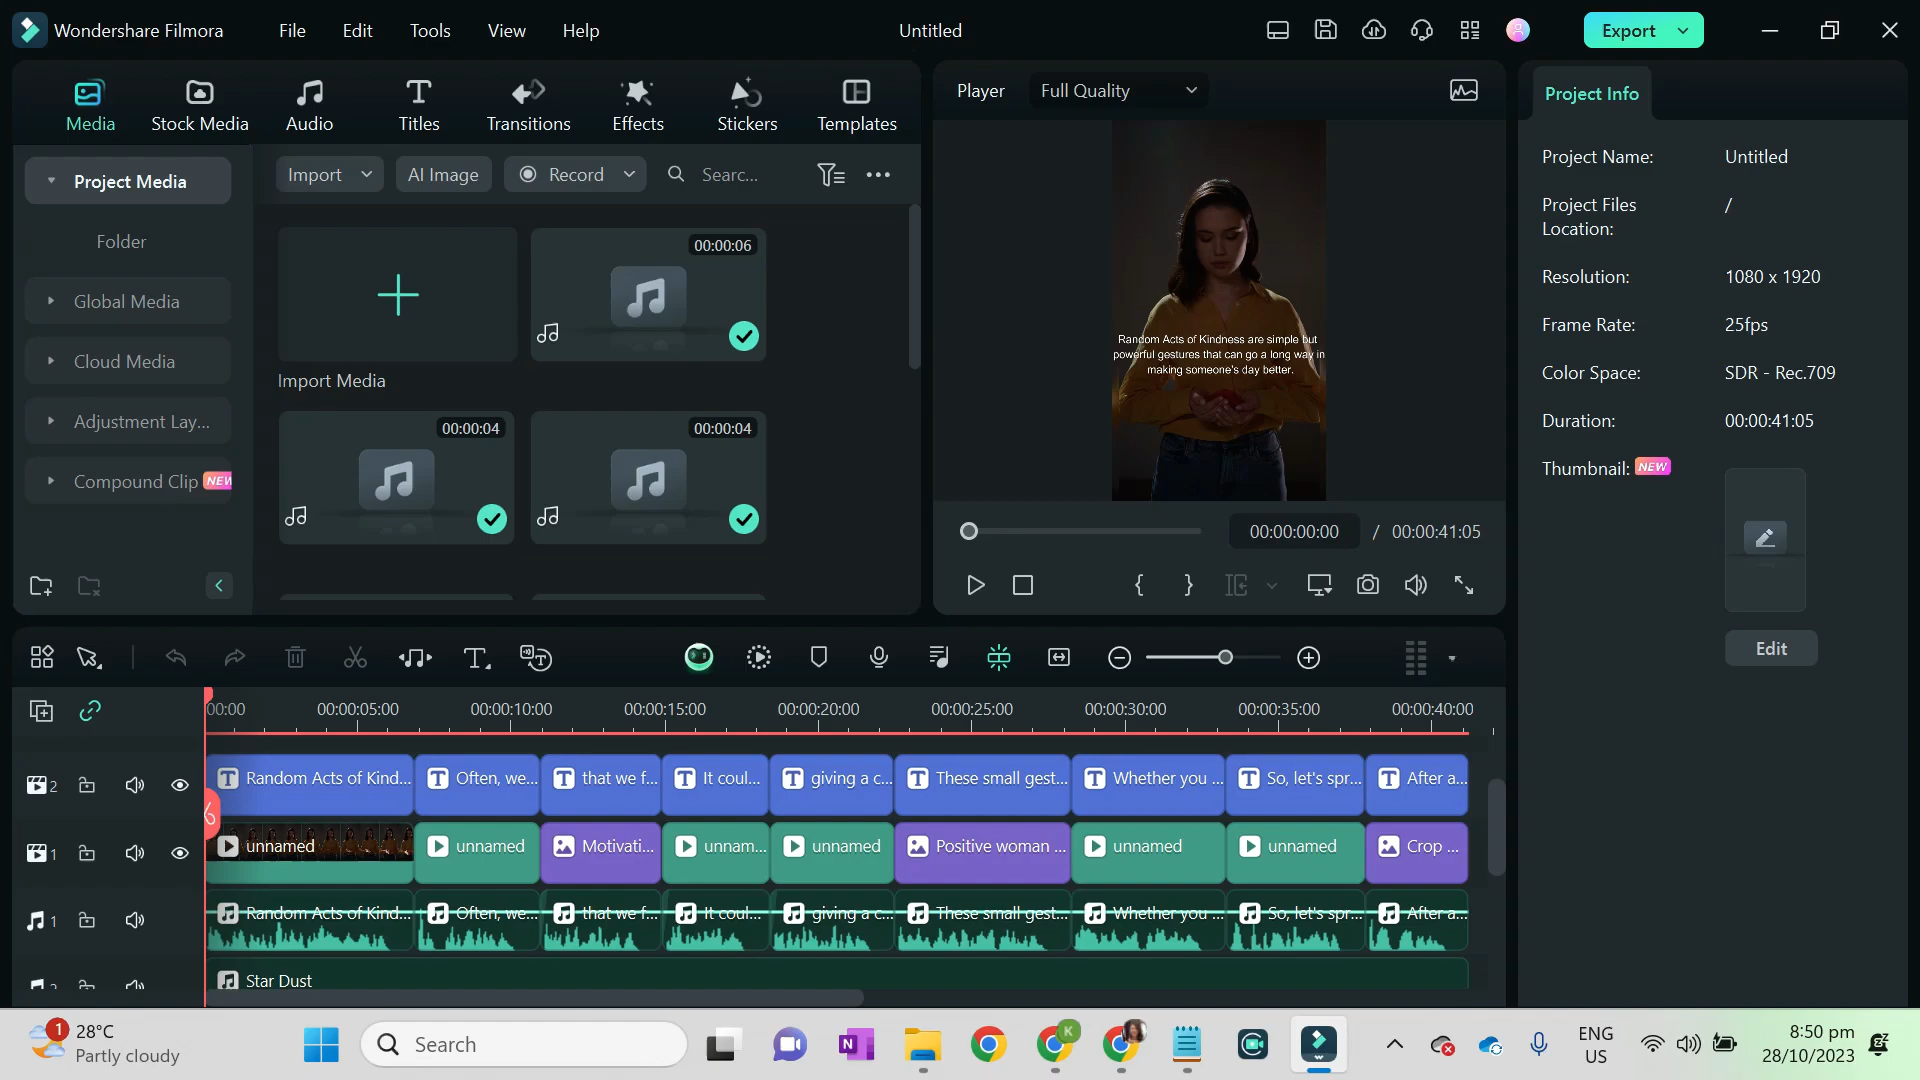 Wondershare Filmora
File
Edit
Tools
View
Help
Untitled
Export
Media
Stock Media
Audio
Titles
Transitions
Effects
Stickers
Templates
Player
Full Quality
Project Info
Project Media
Folder
Global Media
Cloud Media
Adjustment Lay...
Compound Clip NEW
Import
AI Image
Record
Searc...
00:00:06
Import Media
00:00:04
00:00:04
Random Acts of Kindness are simple but
powerful gestures that can go a long way in
making someone's day better.
00:00:00:00 / 00:00:41:05
Project Name: Untitled
Project Files
Location:
/
Resolution: 1080 x 1920
Frame Rate: 25fps
Color Space: SDR - Rec.709
Duration: 00:00:41:05
Thumbnail: NEW
Edit
00:00
00:00:05:00
00:00:10:00
00:00:15:00
00:00:20:00
00:00:25:00
00:00:30:00
00:00:35:00
00:00:40:00
2
T Random Acts of Kind...
T Often, we...
T that we f...
T It coul...
T giving a c...
T These small gest...
T Whether you ...
T So, let's spr...
T After a...
1
unnamed
unnamed
Motivati...
unnam...
unnamed
Positive woman ...
unnamed
unnamed
Crop ...
1
Random Acts of Kind...
Often, we...
that we f...
It coul...
giving a c...
These small gest...
Whether you ...
So, let's spr...
After a...
2
Star Dust
1
28°C
Partly cloudy
Search
N
K
ENG
US
8:50 pm
28/10/2023